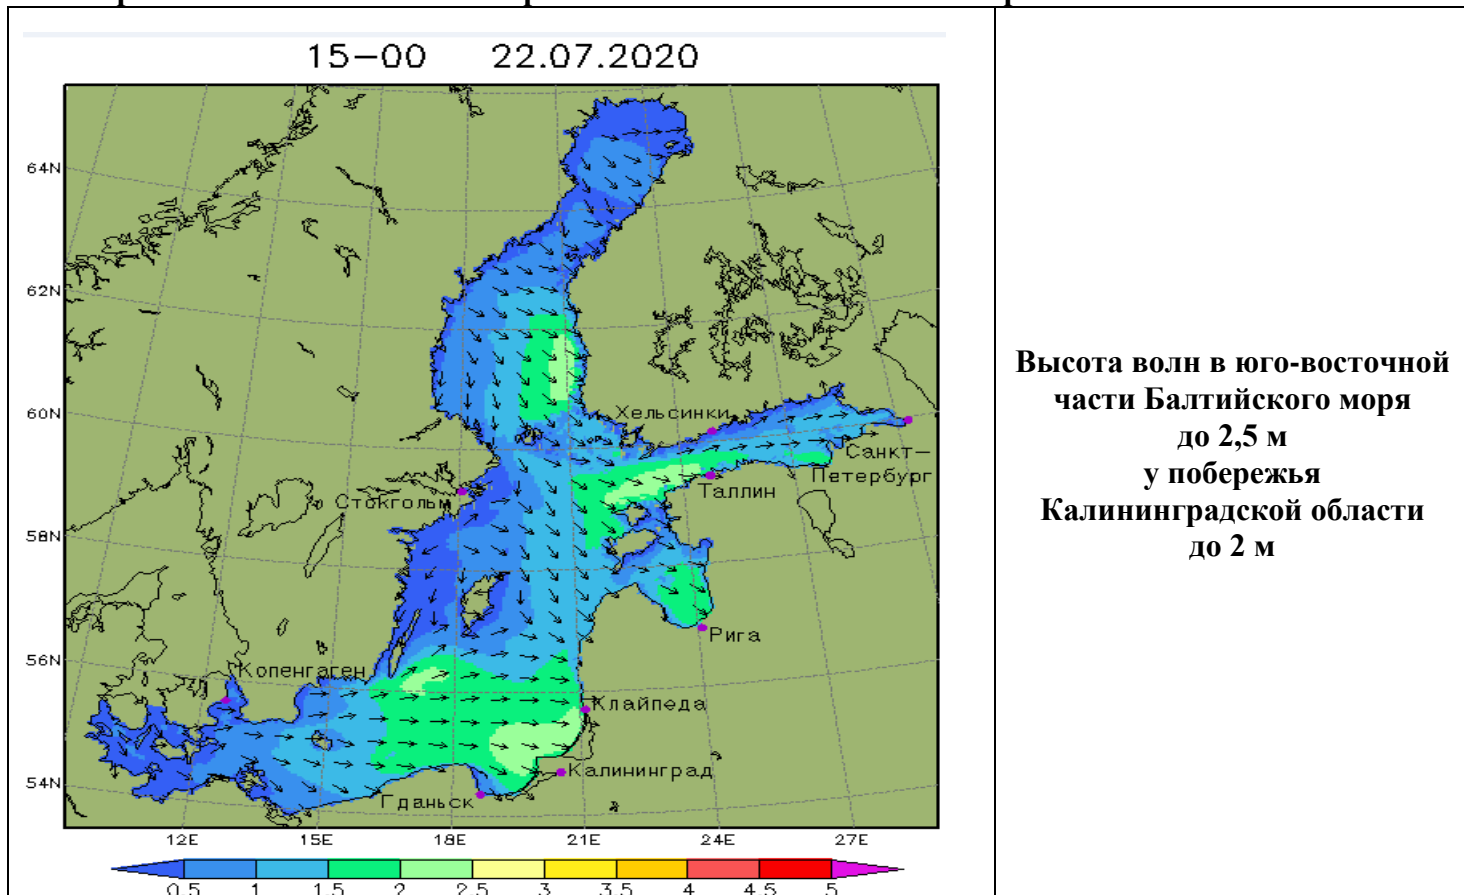 15-00 22.07.2020
64N
62N
60N
58N
56N
54N
Хельсинки
Санкт-
Петербург
Таллин
Стокгольм
Рига
Копенгаген
Клайпеда
Калининград
Гданьск
12E 15E 18E 21E 24E 27E
0.5 1 1.5 2 2.5 3 3.5 4 4.5 5
Высота волн в юго-восточной
части Балтийского моря
до 2,5 м
у побережья
Калининградской области
до 2 м